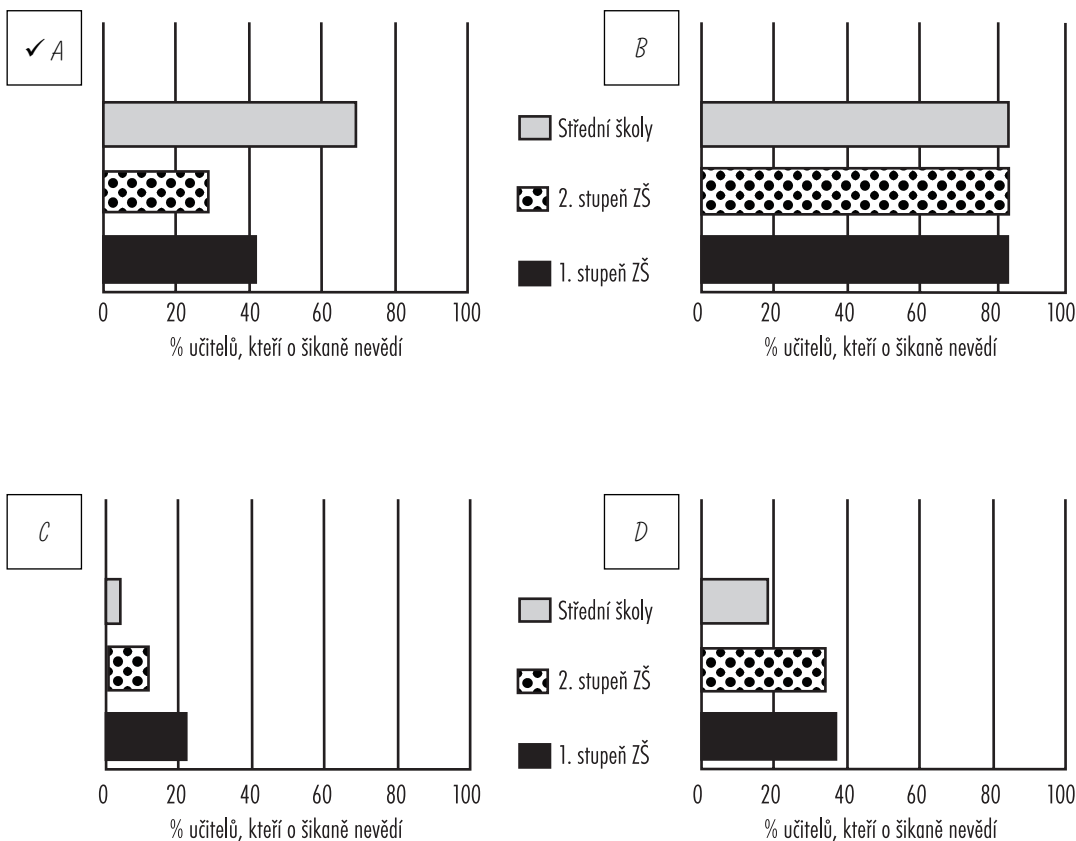 ✓ A
B
Střední školy
2. stupeň ZŠ
1. stupeň ZŠ
0 20 40 60 80 100
% učitelů, kteří o šikaně nevědí
0 20 40 60 80 100
% učitelů, kteří o šikaně nevědí
C
D
Střední školy
2. stupeň ZŠ
1. stupeň ZŠ
0 20 40 60 80 100
% učitelů, kteří o šikaně nevědí
0 20 40 60 80 100
% učitelů, kteří o šikaně nevědí